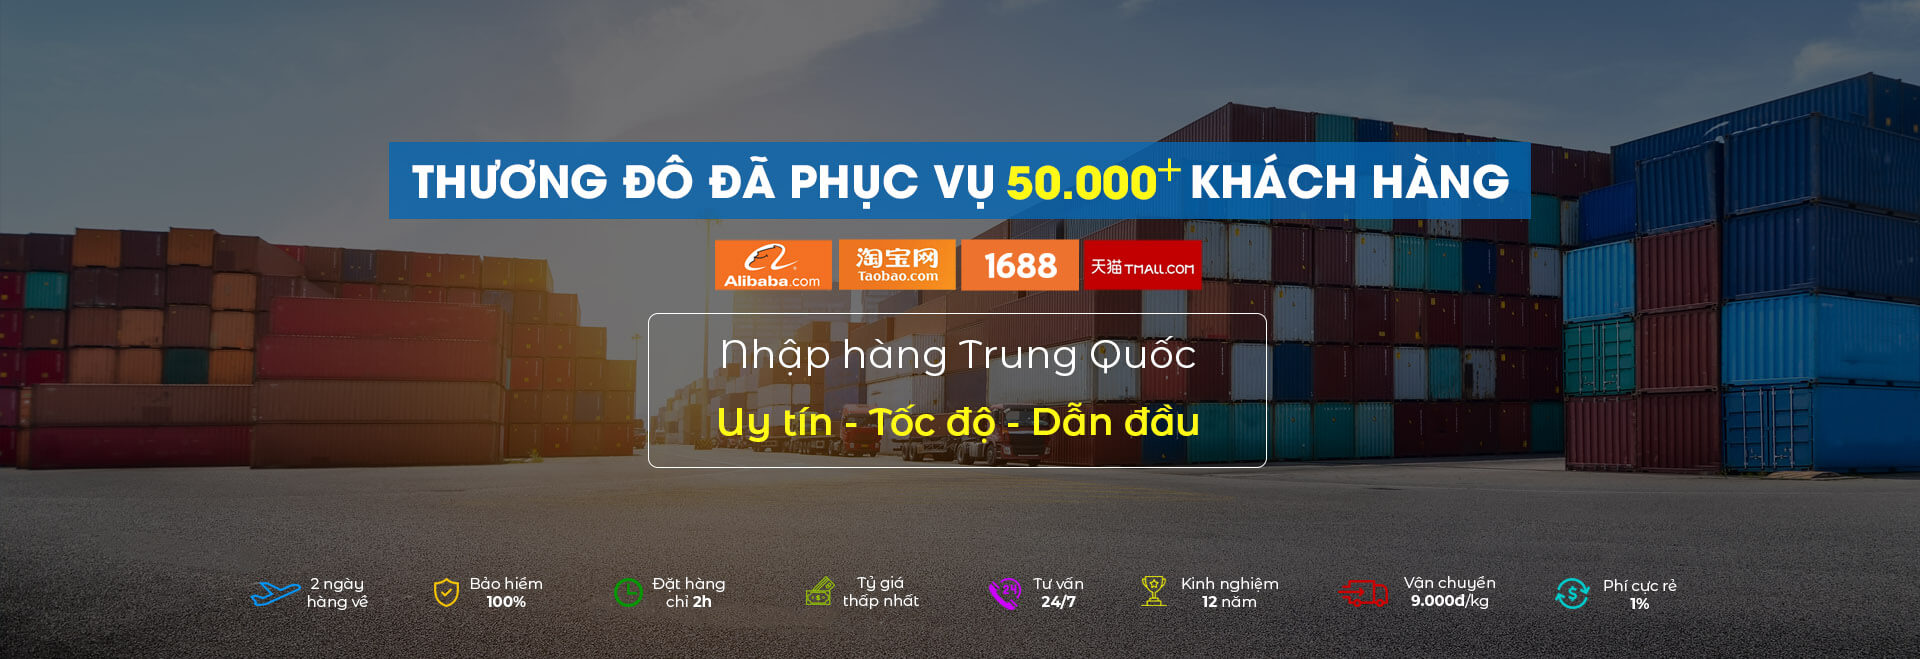 THƯƠNG ĐÔ ĐÃ PHỤC VỤ 50.000+ KHÁCH HÀNG
Alibaba.com
淘宝网
Taobao.com
1688
天猫 TMALL.COM
Nhập hàng Trung Quốc
Uy tín - Tốc độ - Dẫn đầu
2 ngày
hàng về
Bảo hiểm
100%
Đặt hàng
chỉ 2h
Tỷ giá
thấp nhất
Tư vấn
24/7
Kinh nghiệm
12 năm
Vận chuyển
9.000đ/kg
Phí cực rẻ
1%